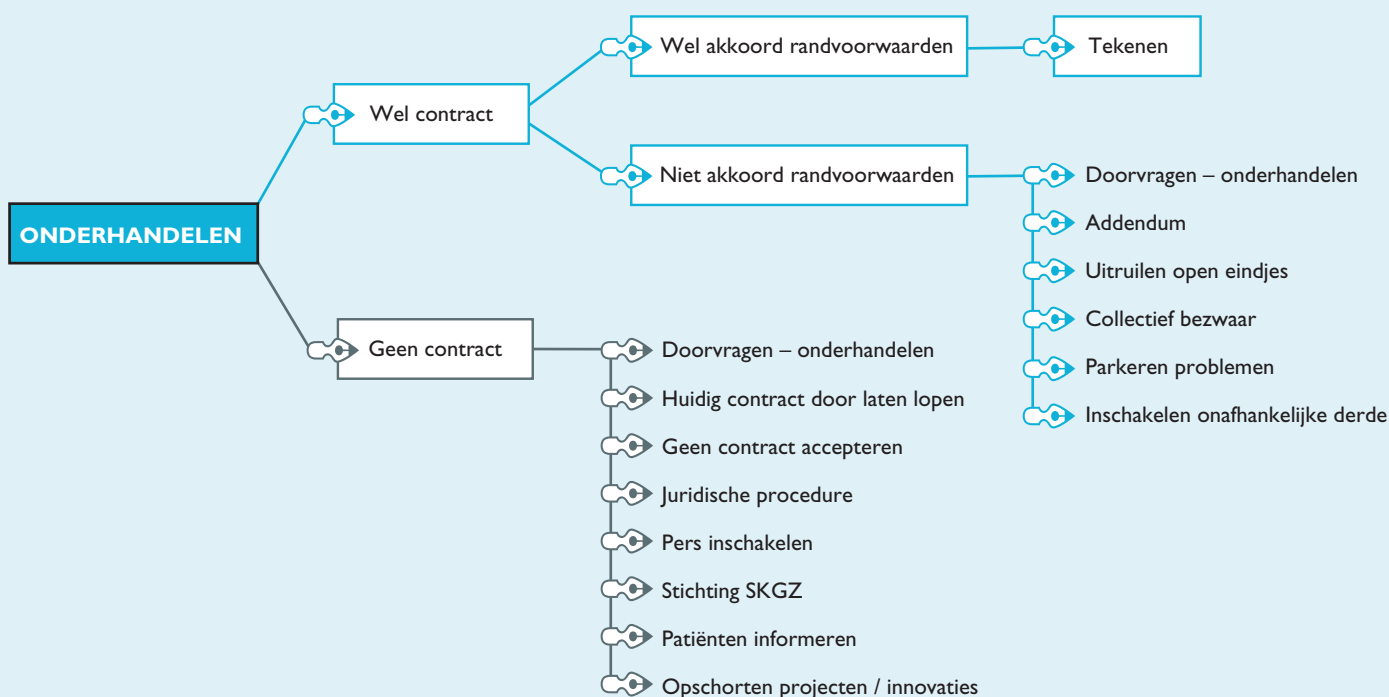 ONDERHANDELEN
Wel contract
Wel akkoord randvoorwaarden
Tekenen
Niet akkoord randvoorwaarden
Doorvragen – onderhandelen
Addendum
Uitruilen open eindjes
Collectief bezwaar
Parkeren problemen
Inschakelen onafhankelijke derde
Geen contract
Doorvragen – onderhandelen
Huidig contract door laten lopen
Geen contract accepteren
Juridische procedure
Pers inschakelen
Stichting SKGZ
Patiënten informeren
Opschorten projecten / innovaties